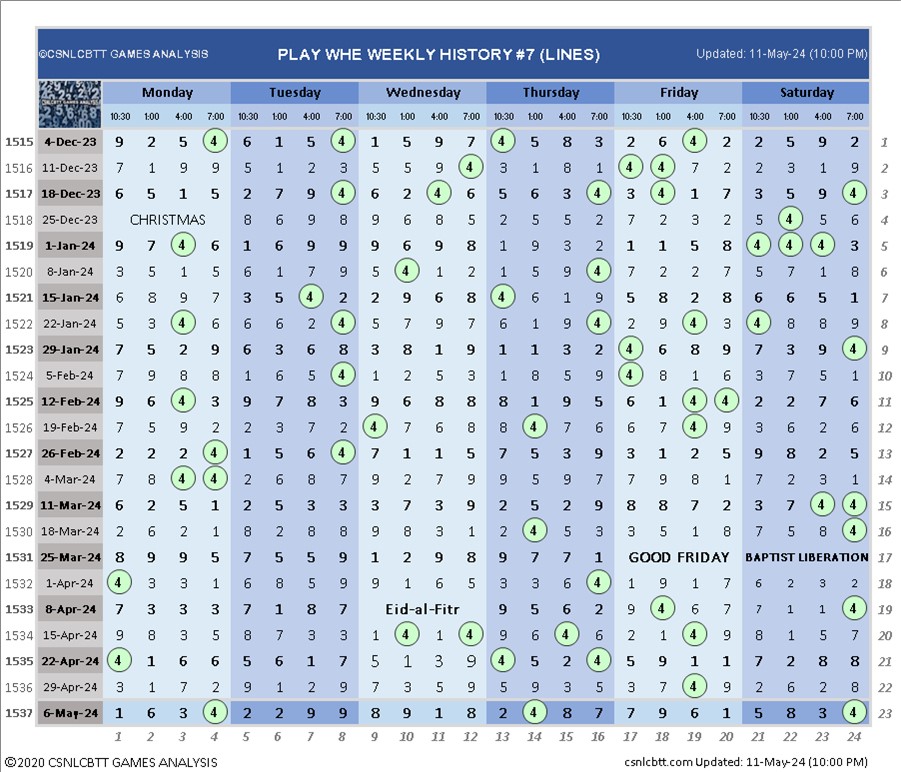 ©CSNLCBTT GAMES ANALYSIS PLAY WHE WEEKLY HISTORY #7 (LINES) Updated: 11-May-24 (10:00 PM)
CSNLCBTT GAMES ANALYSIS
Monday Tuesday Wednesday Thursday Friday Saturday
10:30 1:00 4:00 7:00 10:30 1:00 4:00 7:00 10:30 1:00 4:00 7:00 10:30 1:00 4:00 7:00 10:30 1:00 4:00 7:00 10:30 1:00 4:00 7:00
1515 4-Dec-23 9 2 5 4 6 1 5 4 1 5 9 7 4 5 8 3 2 6 4 2 2 5 9 2 1
1516 11-Dec-23 7 1 9 9 5 1 2 3 5 5 9 4 3 1 8 1 4 4 7 2 2 3 1 9 2
1517 18-Dec-23 6 5 1 5 2 7 9 4 6 2 4 6 5 6 3 4 3 4 1 7 3 5 9 4 3
1518 25-Dec-23 CHRISTMAS 8 6 9 8 9 6 8 5 2 5 5 2 7 2 3 2 5 4 5 6 4
1519 1-Jan-24 9 7 4 6 1 6 9 9 9 6 9 8 1 9 3 2 1 1 5 8 4 4 4 3 5
1520 8-Jan-24 3 5 1 5 6 1 7 9 5 4 1 2 1 5 9 4 7 2 2 7 5 7 1 8 6
1521 15-Jan-24 6 8 9 7 3 5 4 2 2 9 6 8 4 6 1 9 5 8 2 8 6 6 5 1 7
1522 22-Jan-24 5 3 4 6 6 6 2 4 5 7 9 7 6 1 9 4 2 9 4 3 4 8 8 9 8
1523 29-Jan-24 7 5 2 9 6 3 6 8 3 8 1 9 1 1 3 2 4 6 8 9 7 3 9 4 9
1524 5-Feb-24 7 9 8 8 1 6 5 4 1 2 5 3 1 8 5 9 4 8 1 6 3 7 5 1 10
1525 12-Feb-24 9 6 4 3 9 7 8 3 9 6 8 8 8 1 9 5 6 1 4 4 2 2 7 6 11
1526 19-Feb-24 7 5 9 2 2 1 5 2 4 7 6 8 8 4 7 6 6 7 4 9 3 6 2 6 12
1527 26-Feb-24 2 2 2 4 1 5 6 4 7 1 1 5 7 5 3 9 3 1 2 5 9 8 2 5 13
1528 4-Mar-24 7 8 4 4 2 6 8 7 9 2 7 9 9 5 9 7 7 9 8 1 7 2 3 1 14
1529 11-Mar-24 6 2 5 1 2 5 3 3 3 7 3 9 2 5 2 9 8 8 7 2 3 7 4 4 15
1530 18-Mar-24 2 6 2 1 8 2 8 8 9 8 3 1 2 4 5 3 3 5 1 8 7 5 8 4 16
1531 25-Mar-24 8 9 9 5 7 5 5 9 1 2 9 8 9 7 7 1 GOOD FRIDAY BAPTIST LIBERATION 17
1532 1-Apr-24 4 3 3 1 6 8 5 9 9 1 6 5 3 3 6 4 1 9 1 7 6 2 3 2 18
1533 8-Apr-24 7 3 3 3 7 1 8 7 Eid-al-Fitr 9 5 6 2 9 4 6 7 7 1 1 4 19
1534 15-Apr-24 9 8 3 5 8 7 3 3 1 4 1 4 9 6 4 6 2 1 4 9 8 1 5 7 20
1535 22-Apr-24 4 1 6 6 5 6 1 7 5 1 3 9 4 5 2 4 5 9 1 1 7 2 8 8 21
1536 29-Apr-24 3 1 7 2 9 1 2 9 7 3 5 9 5 9 3 5 3 7 4 9 2 6 2 8 22
1537 6-May-24 1 6 3 4 2 2 9 9 8 9 1 8 2 4 8 7 7 9 6 1 5 8 3 4 23
1 2 3 4 5 6 7 8 9 10 11 12 13 14 15 16 17 18 19 20 21 22 23 24
©2020 CSNLCBTT GAMES ANALYSIS csnlcbtt.com Updated: 11-May-24 (10:00 PM)